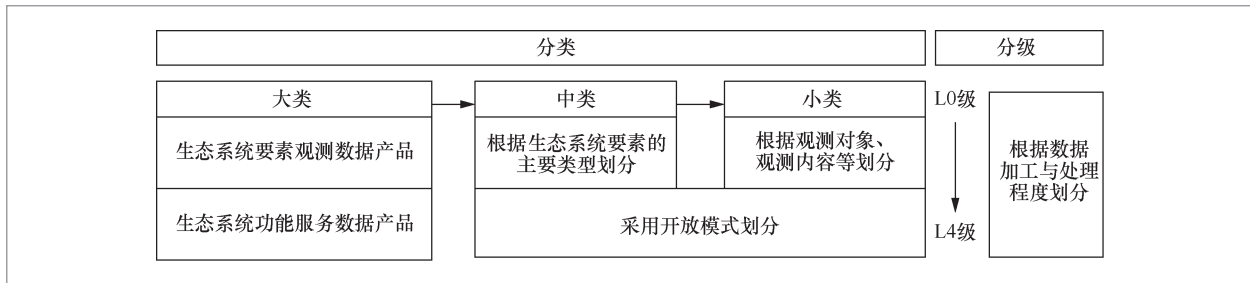 分类
分级
大类
中类
小类
L0级
生态系统要素观测数据产品
根据生态系统要素的
主要类型划分
根据观测对象、
观测内容等划分
根据数据
加工与处理
程度划分
生态系统功能服务数据产品
采用开放模式划分
L4级